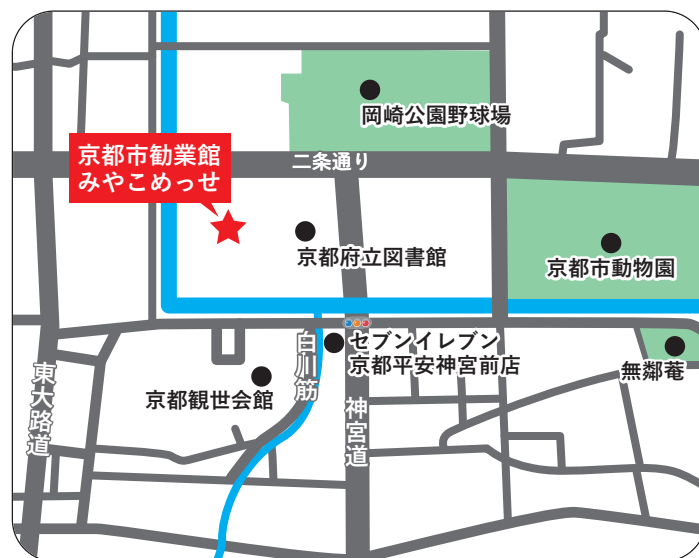 岡崎公園野球場
京都市勧業館
みやこめっせ
二条通り
京都府立図書館
京都市動物園
セブンイレブン
京都平安神宮前店
白川筋
無鄰菴
東大路道
京都観世会館
神宮道